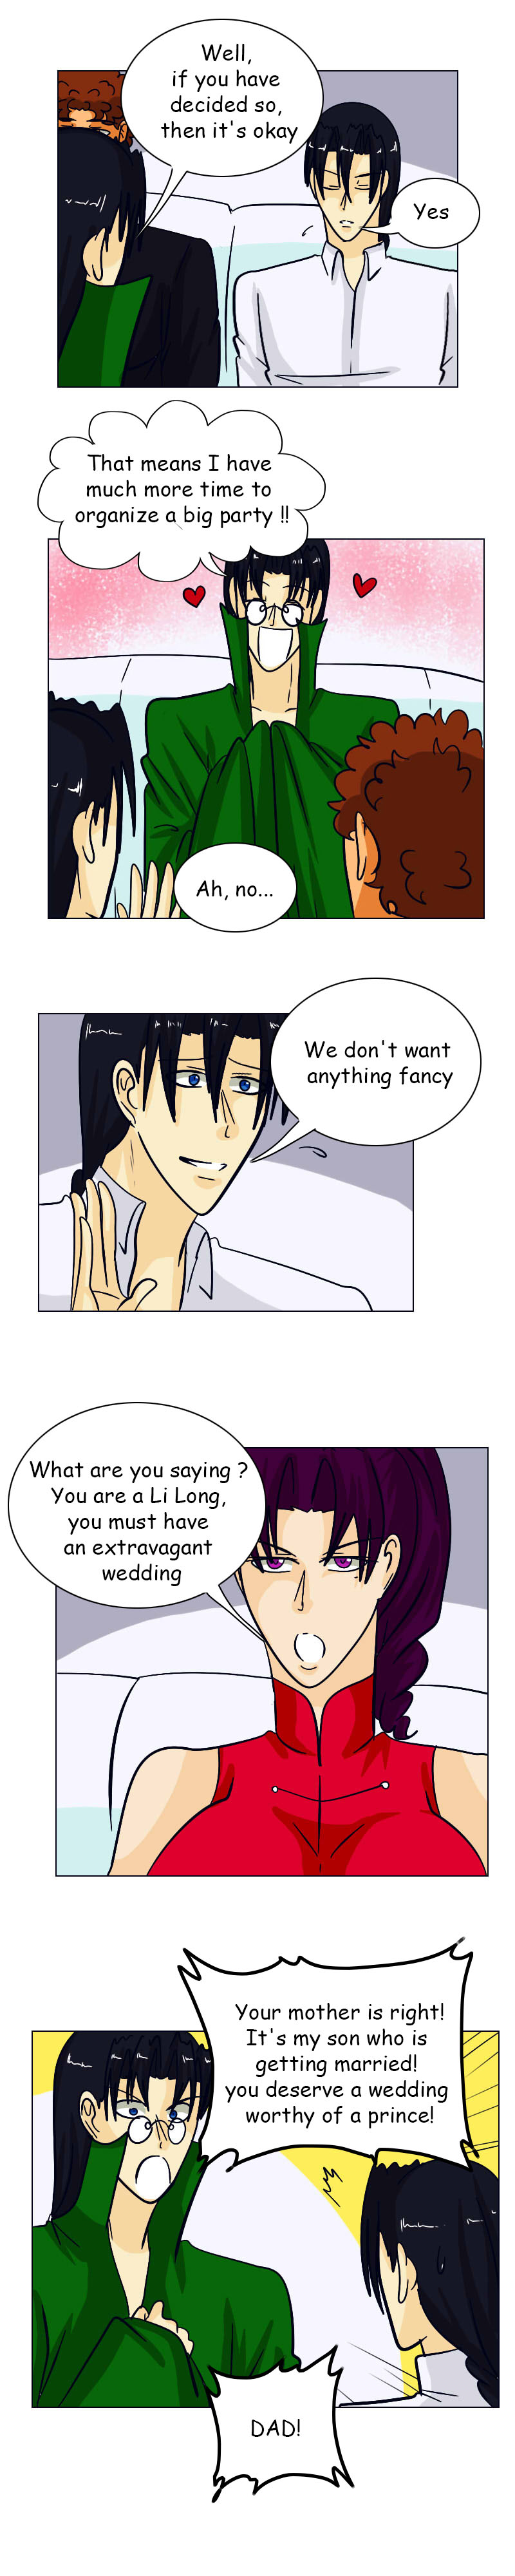 Well,
if you have
decided so,
then it's okay
Yes
That means I have
much more time to
organize a big party !!
Ah, no...
We don't want
anything fancy
What are you saying ?
You are a Li Long,
you must have
an extravagant
wedding
Your mother is right!
It's my son who is
getting married!
you deserve a wedding
worthy of a prince!
DAD!